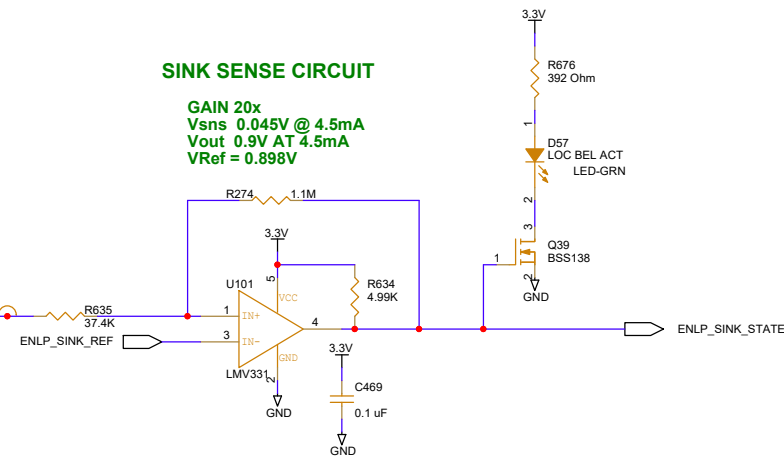 3.3V
R676
392 Ohm
SINK SENSE CIRCUIT
GAIN 20x
Vsns 0.045V @ 4.5mA
Vout 0.9V AT 4.5mA
VRef = 0.898V
1
D57
LOC BEL ACT
LED-GRN
2
R274
1.1M
3
Q39
BSS138
1
2
GND
3.3V
5
U101
VCC
R634
4.99K
R635
37.4K
1
IN+
4
ENLP_SINK_REF
3
IN-
ENLP_SINK_STATE
GND
LMV331
2
GND
3.3V
C469
0.1 uF
GND